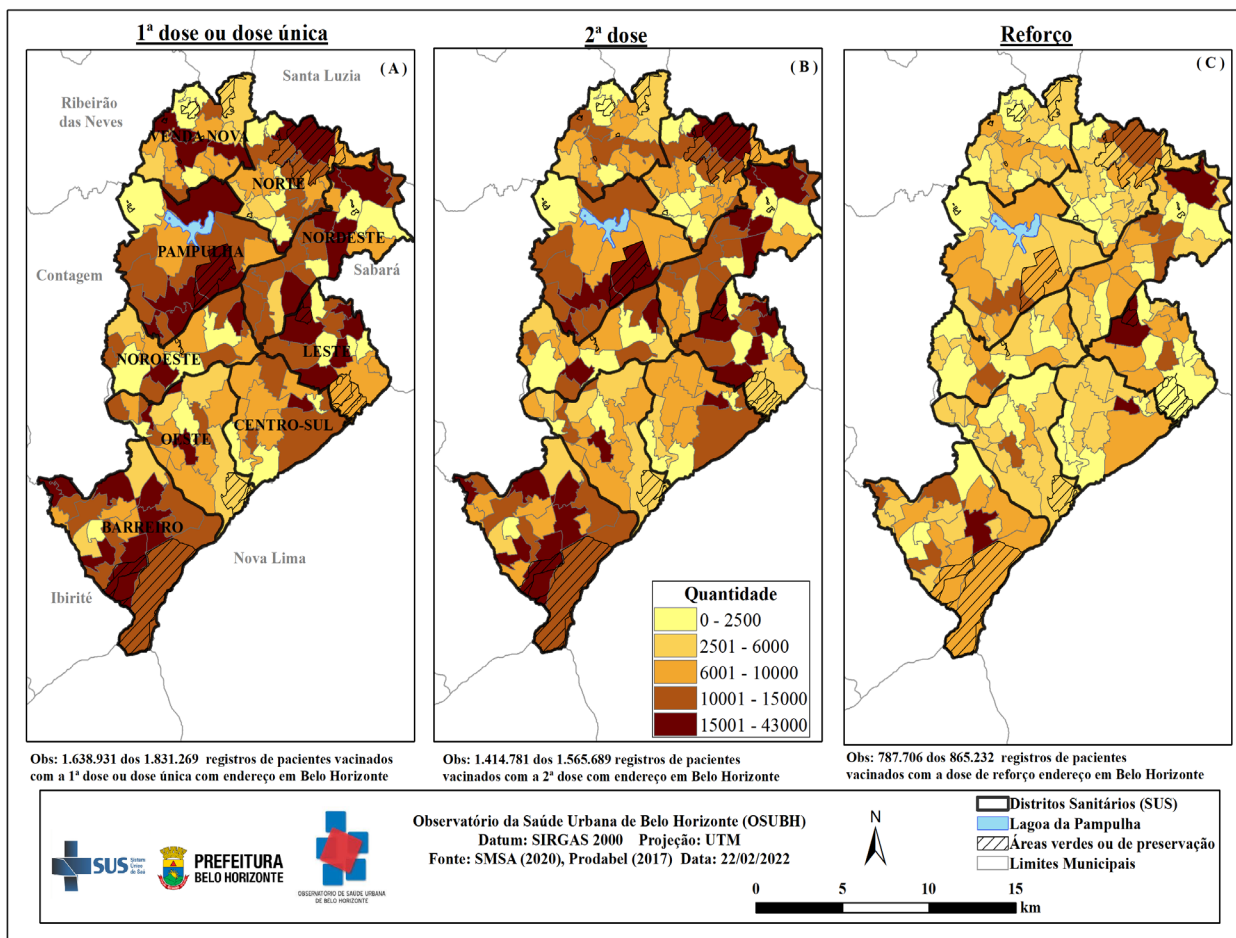 1ª dose ou dose única
2ª dose
Reforço
( A )
( B )
( C )
Santa Luzia
Ribeirão
das Neves
VENDA NOVA
NORTE
NORDESTE
PAMPULHA
Contagem
Sabará
NOROESTE
LESTE
CENTRO-SUL
OESTE
BARREIRO
Nova Lima
Ibirité
Quantidade
0 - 2500
2501 - 6000
6001 - 10000
10001 - 15000
15001 - 43000
Obs: 1.638.931 dos 1.831.269 registros de pacientes vacinados
com a 1ª dose ou dose única com endereço em Belo Horizonte
Obs: 1.414.781 dos 1.565.689 registros de pacientes
vacinados com a 2ª dose com endereço em Belo Horizonte
Obs: 787.706 dos 865.232 registros de pacientes
vacinados com a dose de reforço endereço em Belo Horizonte
SUS
Sistema
Único
de Saú
PREFEITURA
BELO HORIZONTE
OBSERVATÓRIO DE SAÚDE URBANA
DE BELO HORIZONTE
Observatório da Saúde Urbana de Belo Horizonte (OSUBH)
Datum: SIRGAS 2000 Projeção: UTM
Fonte: SMSA (2020), Prodabel (2017) Data: 22/02/2022
N
Distritos Sanitários (SUS)
Lagoa da Pampulha
Áreas verdes ou de preservação
Limites Municipais
0 5 10 15
km